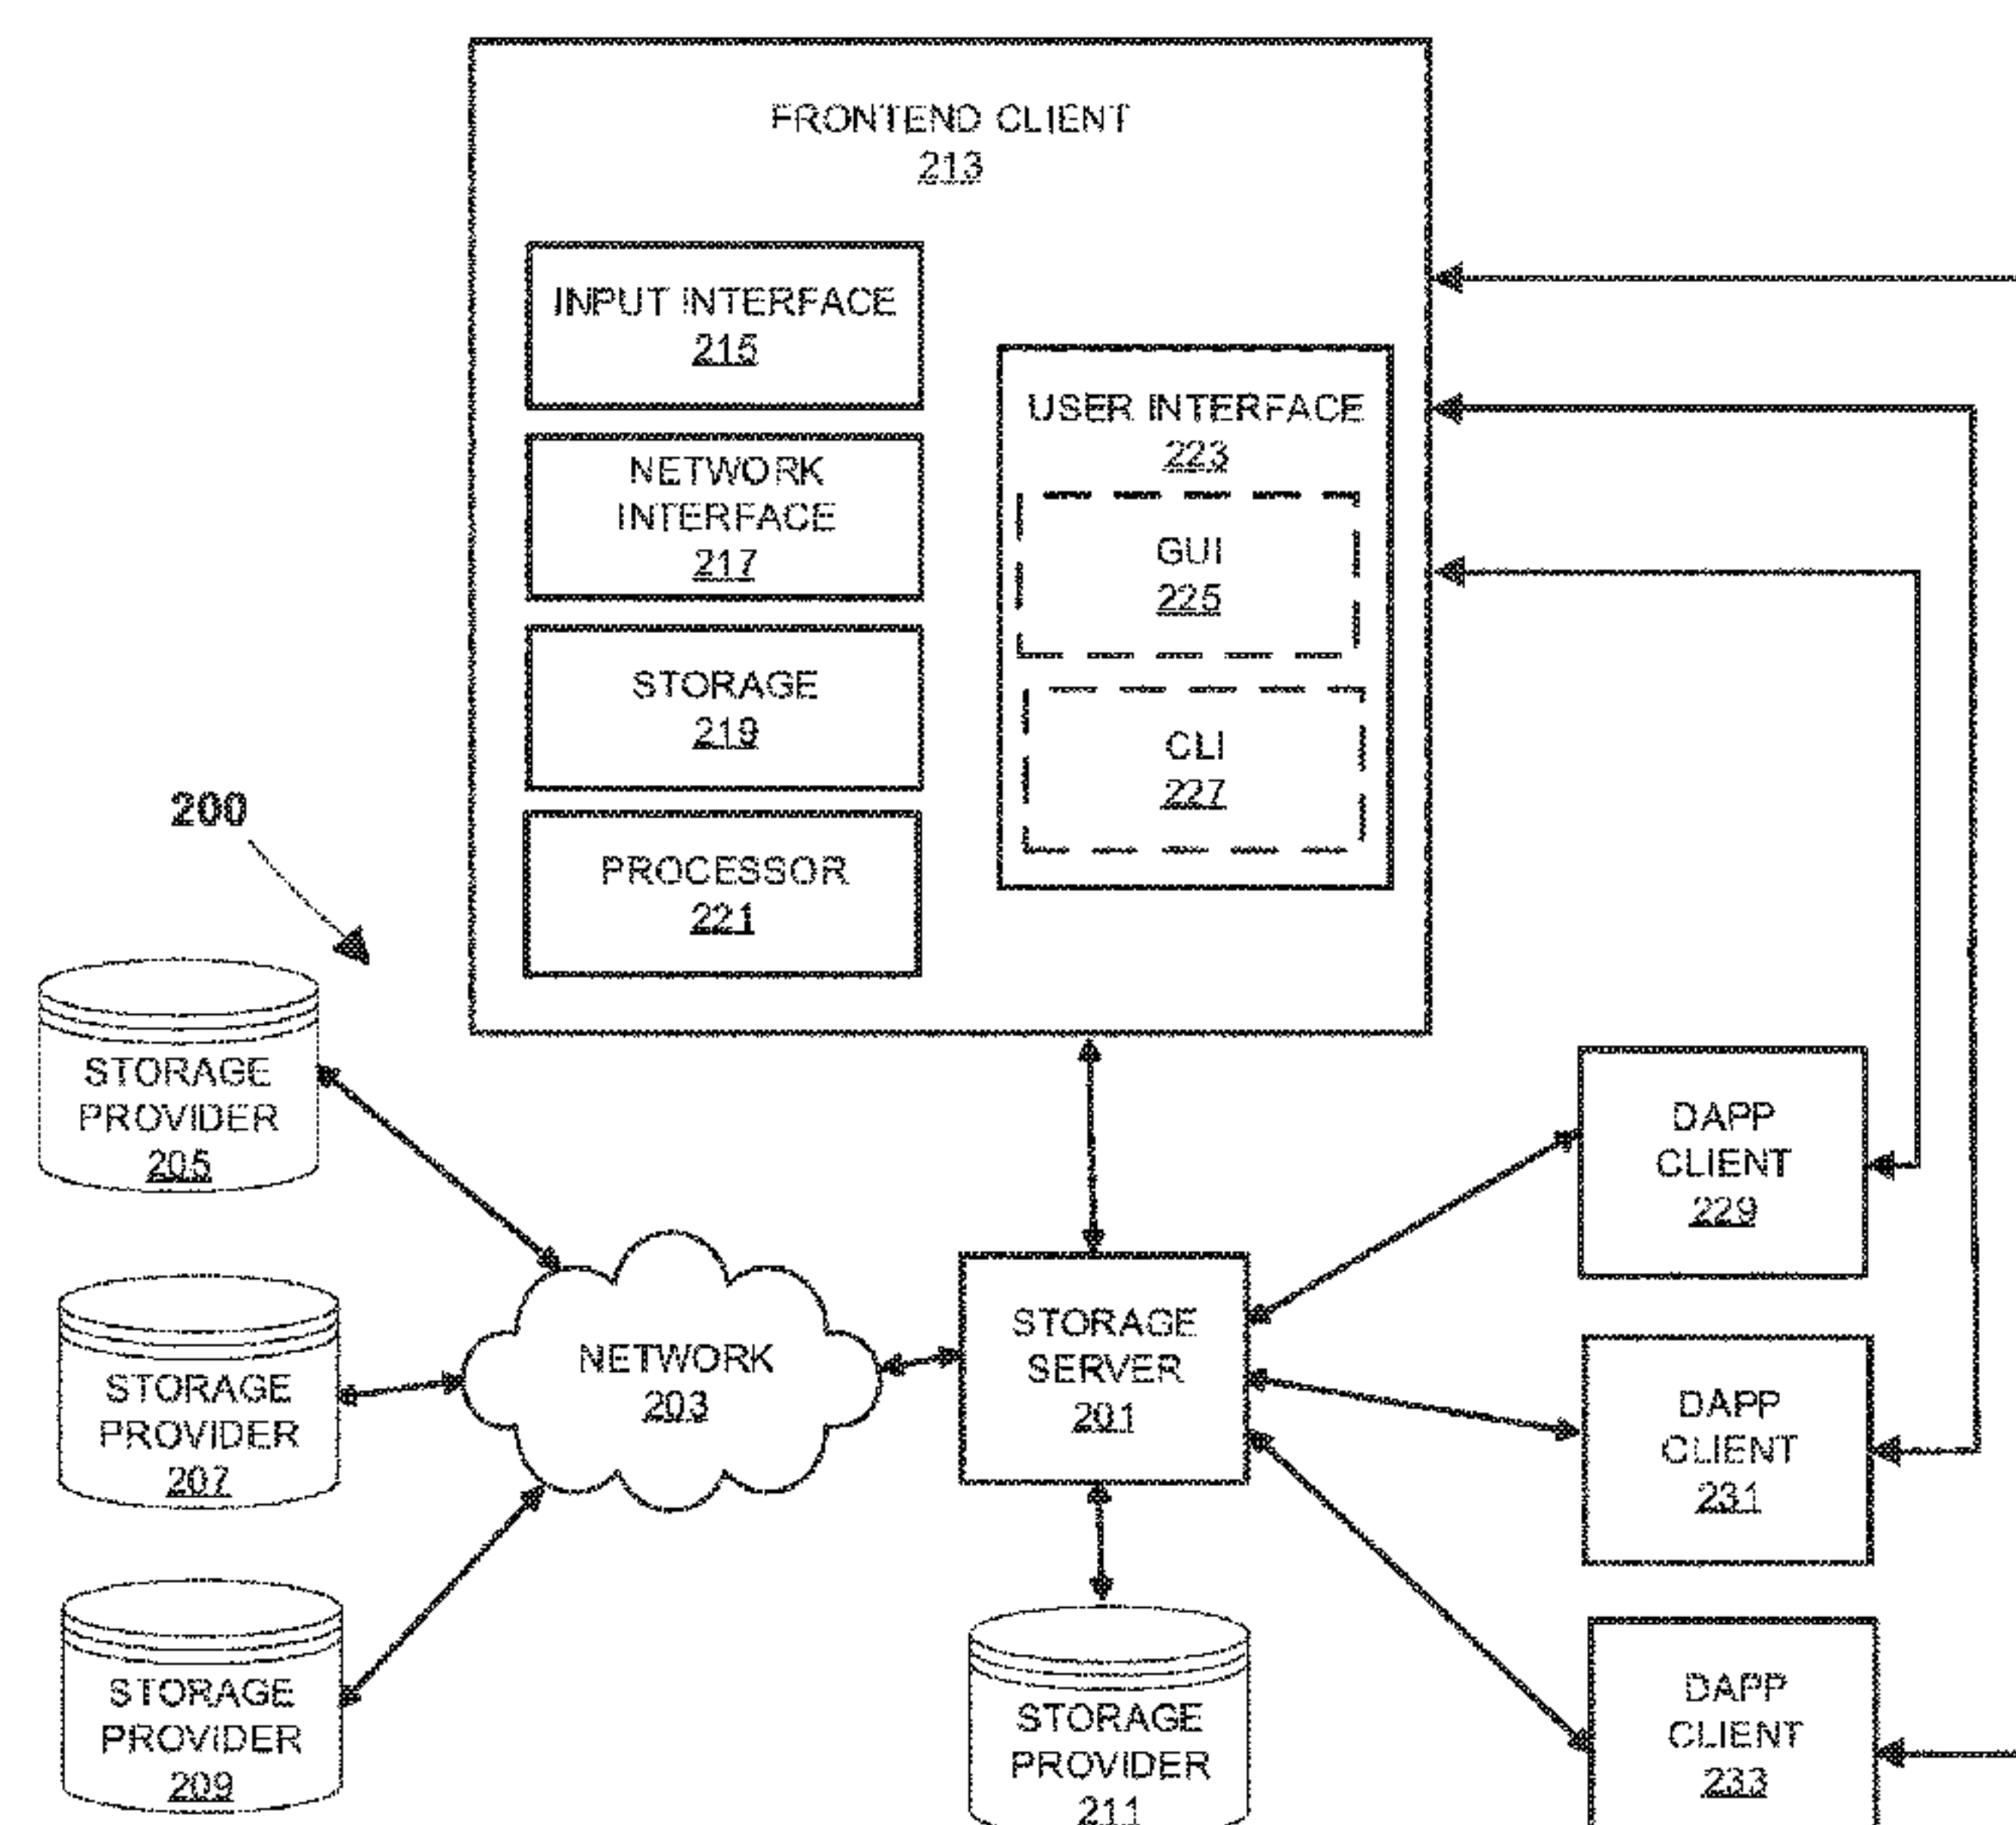 FRONTEND CLIENT
213
INPUT INTERFACE
215
NETWORK
INTERFACE
217
STORAGE
219
PROCESSOR
221
USER INTERFACE
223
GUI
225
CLI
227
200
STORAGE
PROVIDER
205
STORAGE
PROVIDER
207
STORAGE
PROVIDER
209
NETWORK
203
STORAGE
SERVER
201
STORAGE
PROVIDER
211
DAPP
CLIENT
229
DAPP
CLIENT
231
DAPP
CLIENT
233